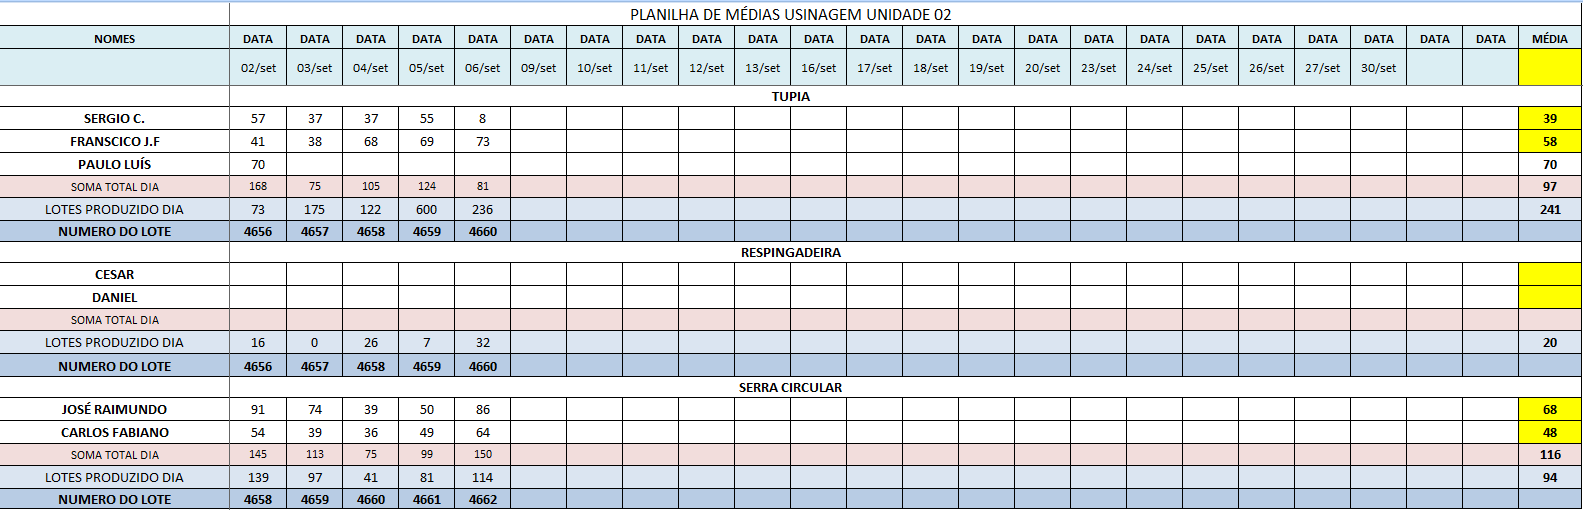 PLANILHA DE MÉDIAS USINAGEM UNIDADE 02
NOMES DATA DATA DATA DATA DATA DATA DATA DATA DATA DATA DATA DATA DATA DATA DATA DATA DATA DATA DATA DATA DATA DATA DATA MÉDIA
02/set 03/set 04/set 05/set 06/set 09/set 10/set 11/set 12/set 13/set 16/set 17/set 18/set 19/set 20/set 23/set 24/set 25/set 26/set 27/set 30/set
TUPIA
SERGIO C. 57 37 37 55 8 39
FRANSCICO J.F 41 38 68 69 73 58
PAULO LUÍS 70 70
SOMA TOTAL DIA 168 75 105 124 81 97
LOTES PRODUZIDO DIA 73 175 122 600 236 241
NUMERO DO LOTE 4656 4657 4658 4659 4660
RESPINGADEIRA
CESAR
DANIEL
SOMA TOTAL DIA
LOTES PRODUZIDO DIA 16 0 26 7 32 20
NUMERO DO LOTE 4656 4657 4658 4659 4660
SERRA CIRCULAR
JOSÉ RAIMUNDO 91 74 39 50 86 68
CARLOS FABIANO 54 39 36 49 64 48
SOMA TOTAL DIA 145 113 75 99 150 116
LOTES PRODUZIDO DIA 139 97 41 81 114 94
NUMERO DO LOTE 4658 4659 4660 4661 4662